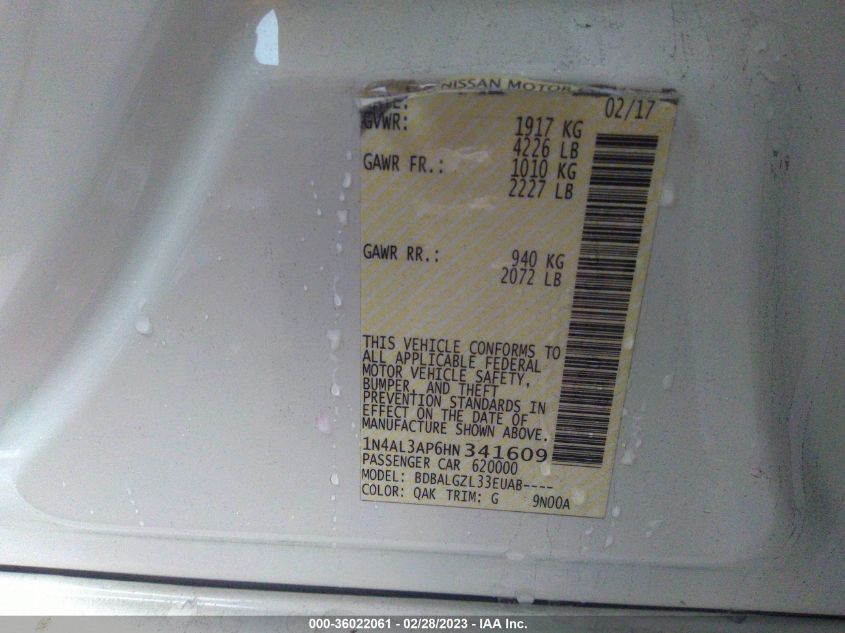 NISSAN MOTOR
DATE: 02/17
GVWR: 1917 KG
4226 LB
GAWR FR.: 1010 KG
2227 LB
GAWR RR.: 940 KG
2072 LB
THIS VEHICLE CONFORMS TO
ALL APPLICABLE FEDERAL
MOTOR VEHICLE SAFETY,
BUMPER, AND THEFT
PREVENTION STANDARDS IN
EFFECT ON THE DATE OF
MANUFACTURE SHOWN ABOVE.
1N4AL3AP6HN 341609
PASSENGER CAR 620000
MODEL: BDBALGZL33EUAB----
COLOR: QAK TRIM: G 9N00A
000-36022061 - 02/28/2023 - IAA Inc.